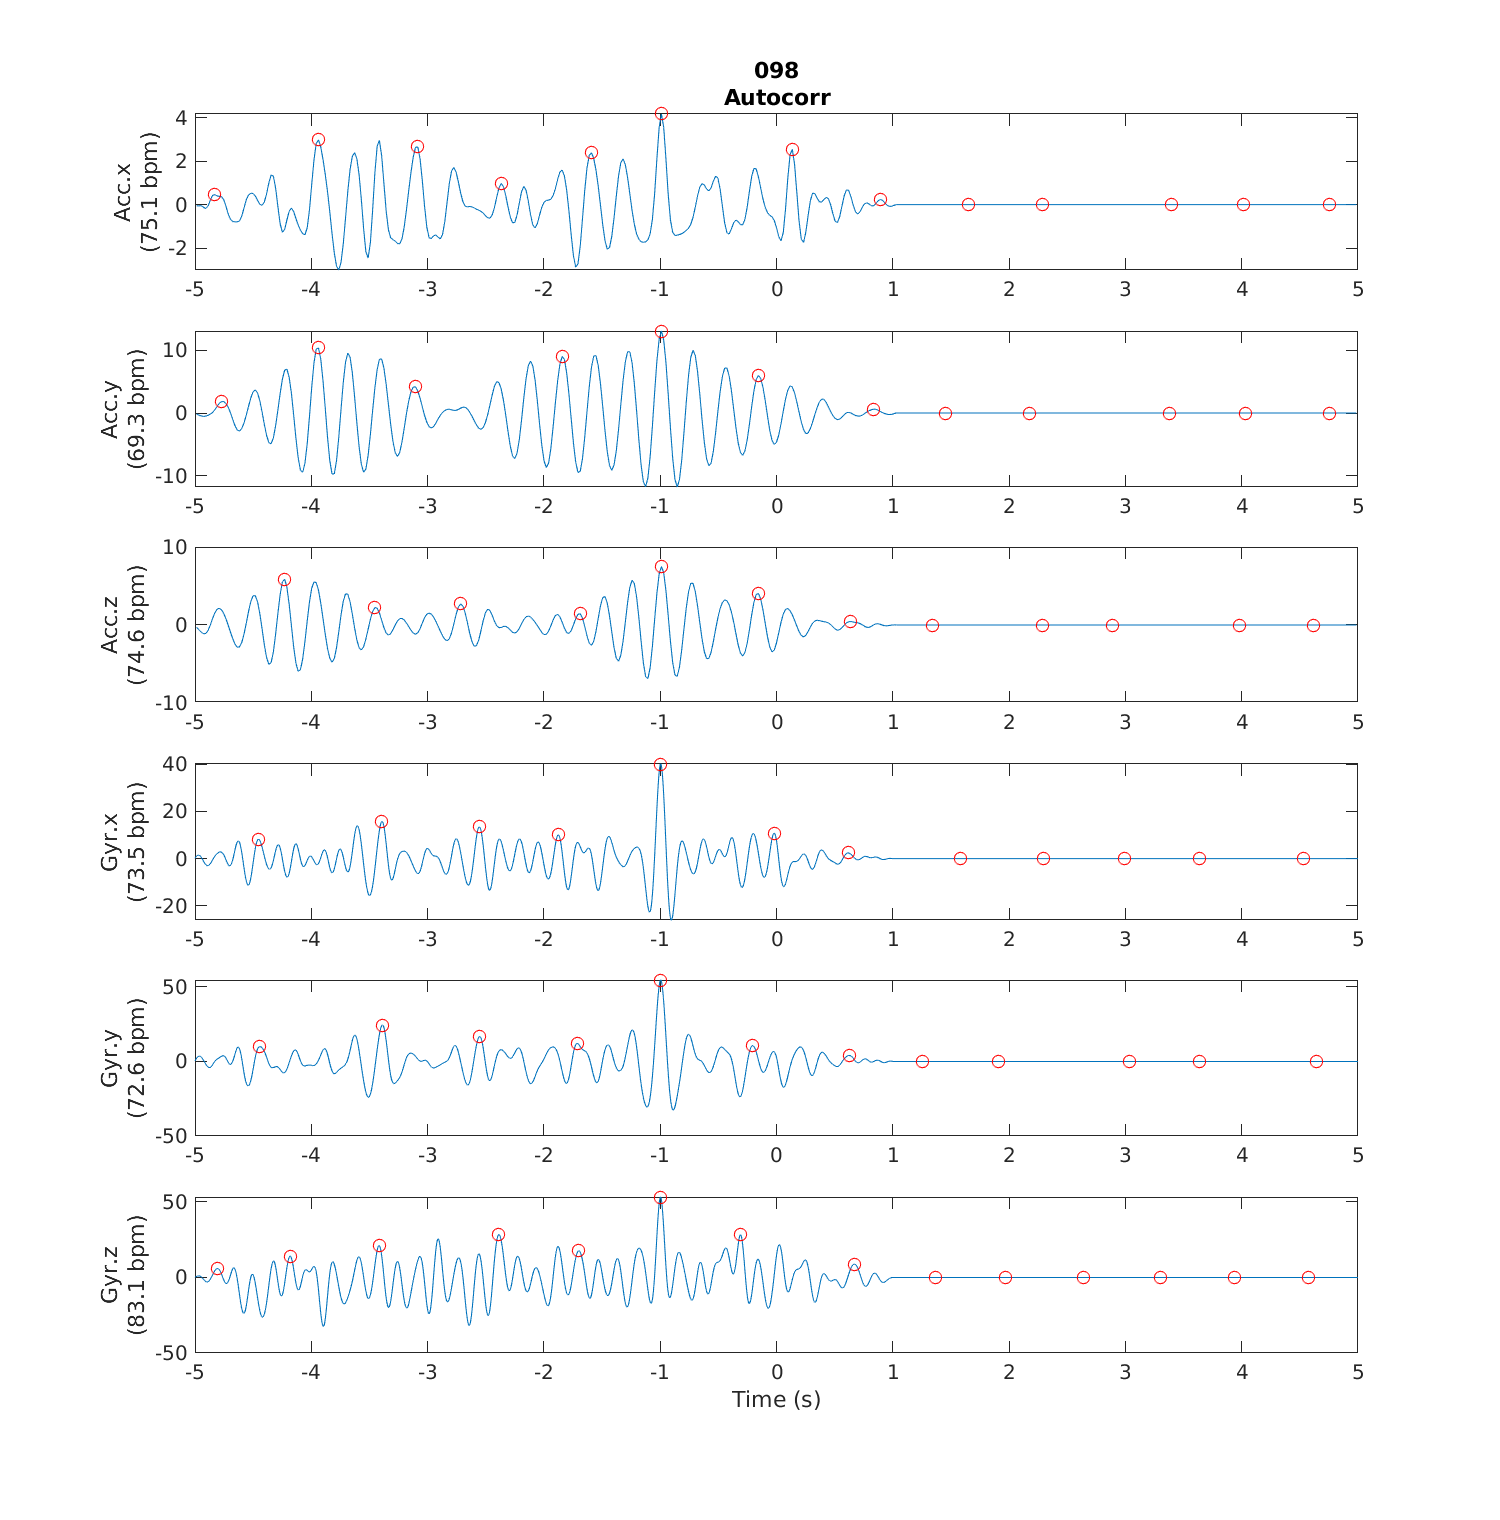 098
Autocorr
Acc.x
(75.1 bpm)
4
2
0
-2
-5 -4 -3 -2 -1 0 1 2 3 4 5
Acc.y
(69.3 bpm)
10
0
-10
-5 -4 -3 -2 -1 0 1 2 3 4 5
Acc.z
(74.6 bpm)
10
0
-10
-5 -4 -3 -2 -1 0 1 2 3 4 5
Gyr.x
(73.5 bpm)
40
20
0
-20
-5 -4 -3 -2 -1 0 1 2 3 4 5
Gyr.y
(72.6 bpm)
50
0
-50
-5 -4 -3 -2 -1 0 1 2 3 4 5
Gyr.z
(83.1 bpm)
50
0
-50
-5 -4 -3 -2 -1 0 1 2 3 4 5
Time (s)